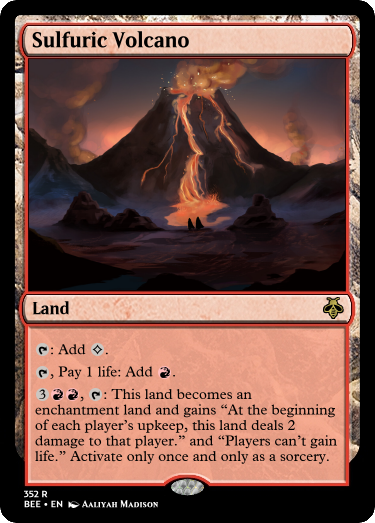 Sulfuric Volcano
Land
: Add .
, Pay 1 life: Add .
3 , : This land becomes an
enchantment land and gains “At the beginning
of each player’s upkeep, this land deals 2
damage to that player.” and “Players can’t gain
life.” Activate only once and only as a sorcery.
352 R
BEE • EN Aaliyah Madison